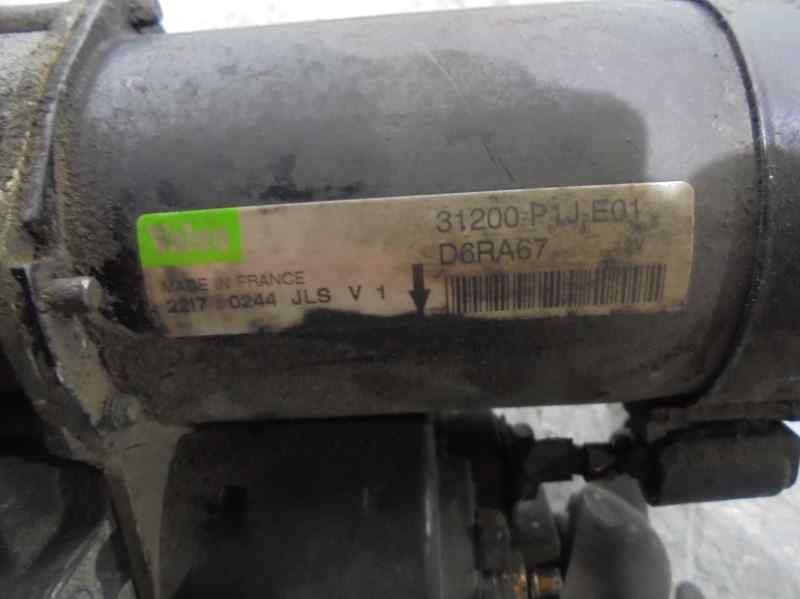 Valeo
31200-P1J-E01
D6RA67 12V
MADE IN FRANCE
2217 0244 JLS V 1